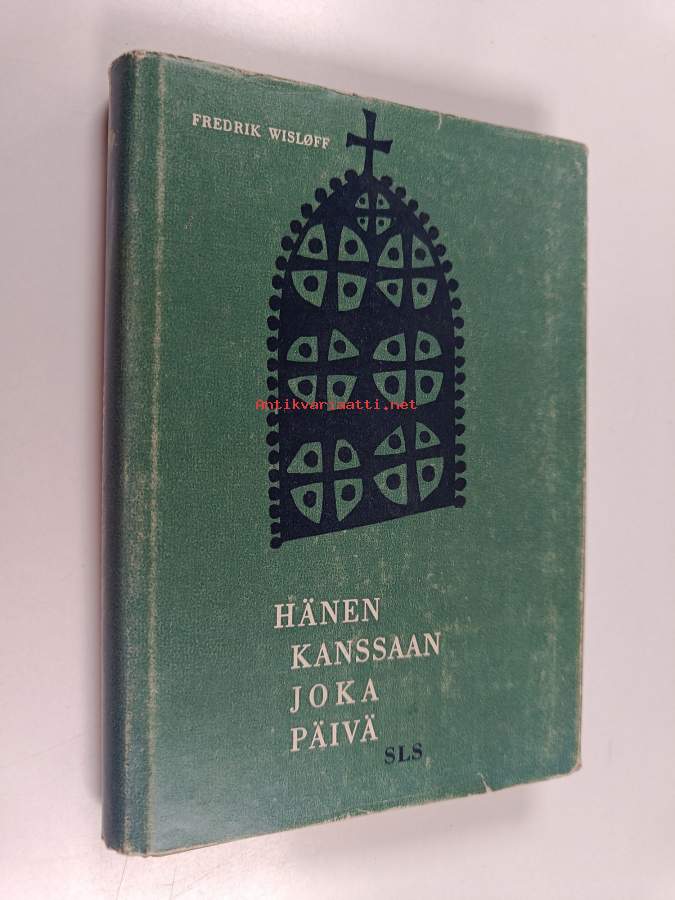 FREDRIK WISLØFF
Antikvariaatti.net
HÄNEN
KANSSAAN
JOKA
PÄIVÄ
SLS